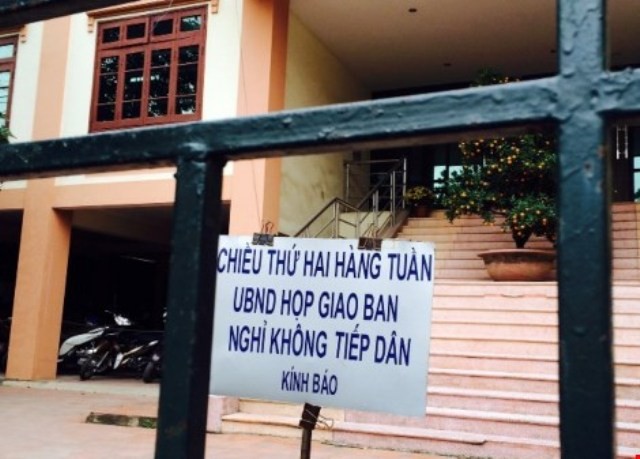 CHIỀU THỨ HAI HÀNG TUẦN
UBND HỌP GIAO BAN
NGHỈ KHÔNG TIẾP DÂN
KÍNH BÁO